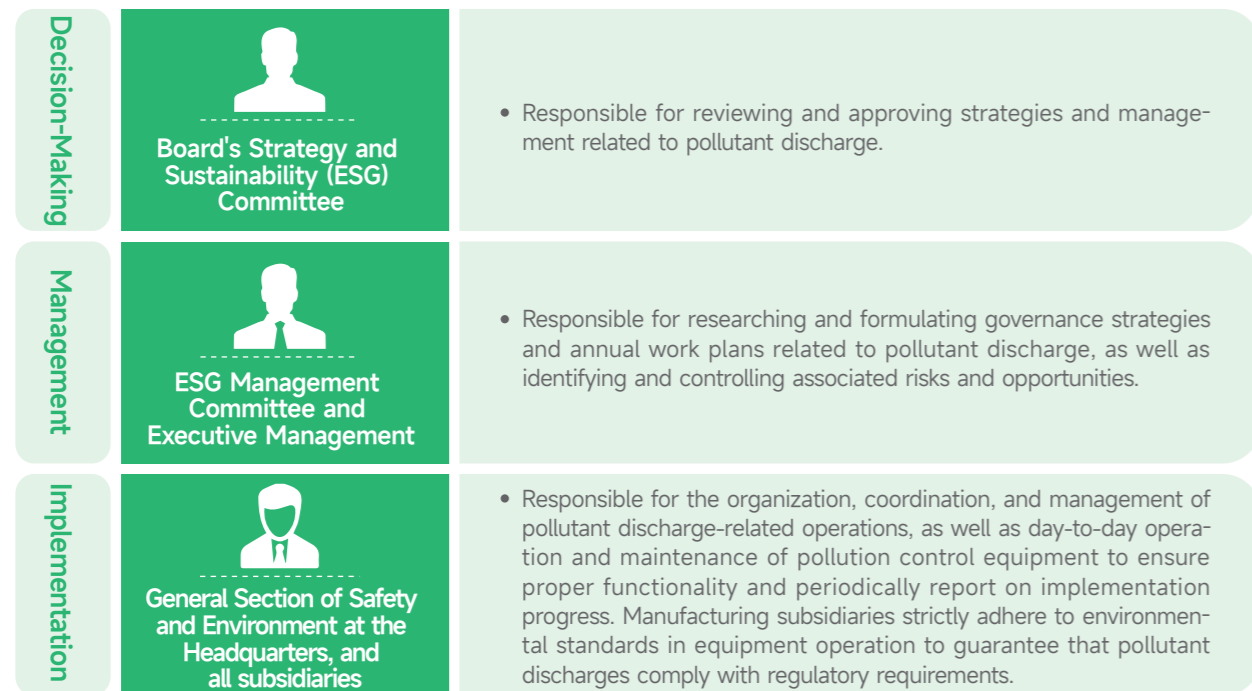 Decision-Making
Board's Strategy and
Sustainability (ESG)
Committee
• Responsible for reviewing and approving strategies and manage-
ment related to pollutant discharge.
Management
ESG Management
Committee and
Executive Management
• Responsible for researching and formulating governance strategies
and annual work plans related to pollutant discharge, as well as
identifying and controlling associated risks and opportunities.
Implementation
General Section of Safety
and Environment at the
Headquarters, and
all subsidiaries
• Responsible for the organization, coordination, and management of
pollutant discharge-related operations, as well as day-to-day opera-
tion and maintenance of pollution control equipment to ensure
proper functionality and periodically report on implementation
progress. Manufacturing subsidiaries strictly adhere to environmen-
tal standards in equipment operation to guarantee that pollutant
discharges comply with regulatory requirements.